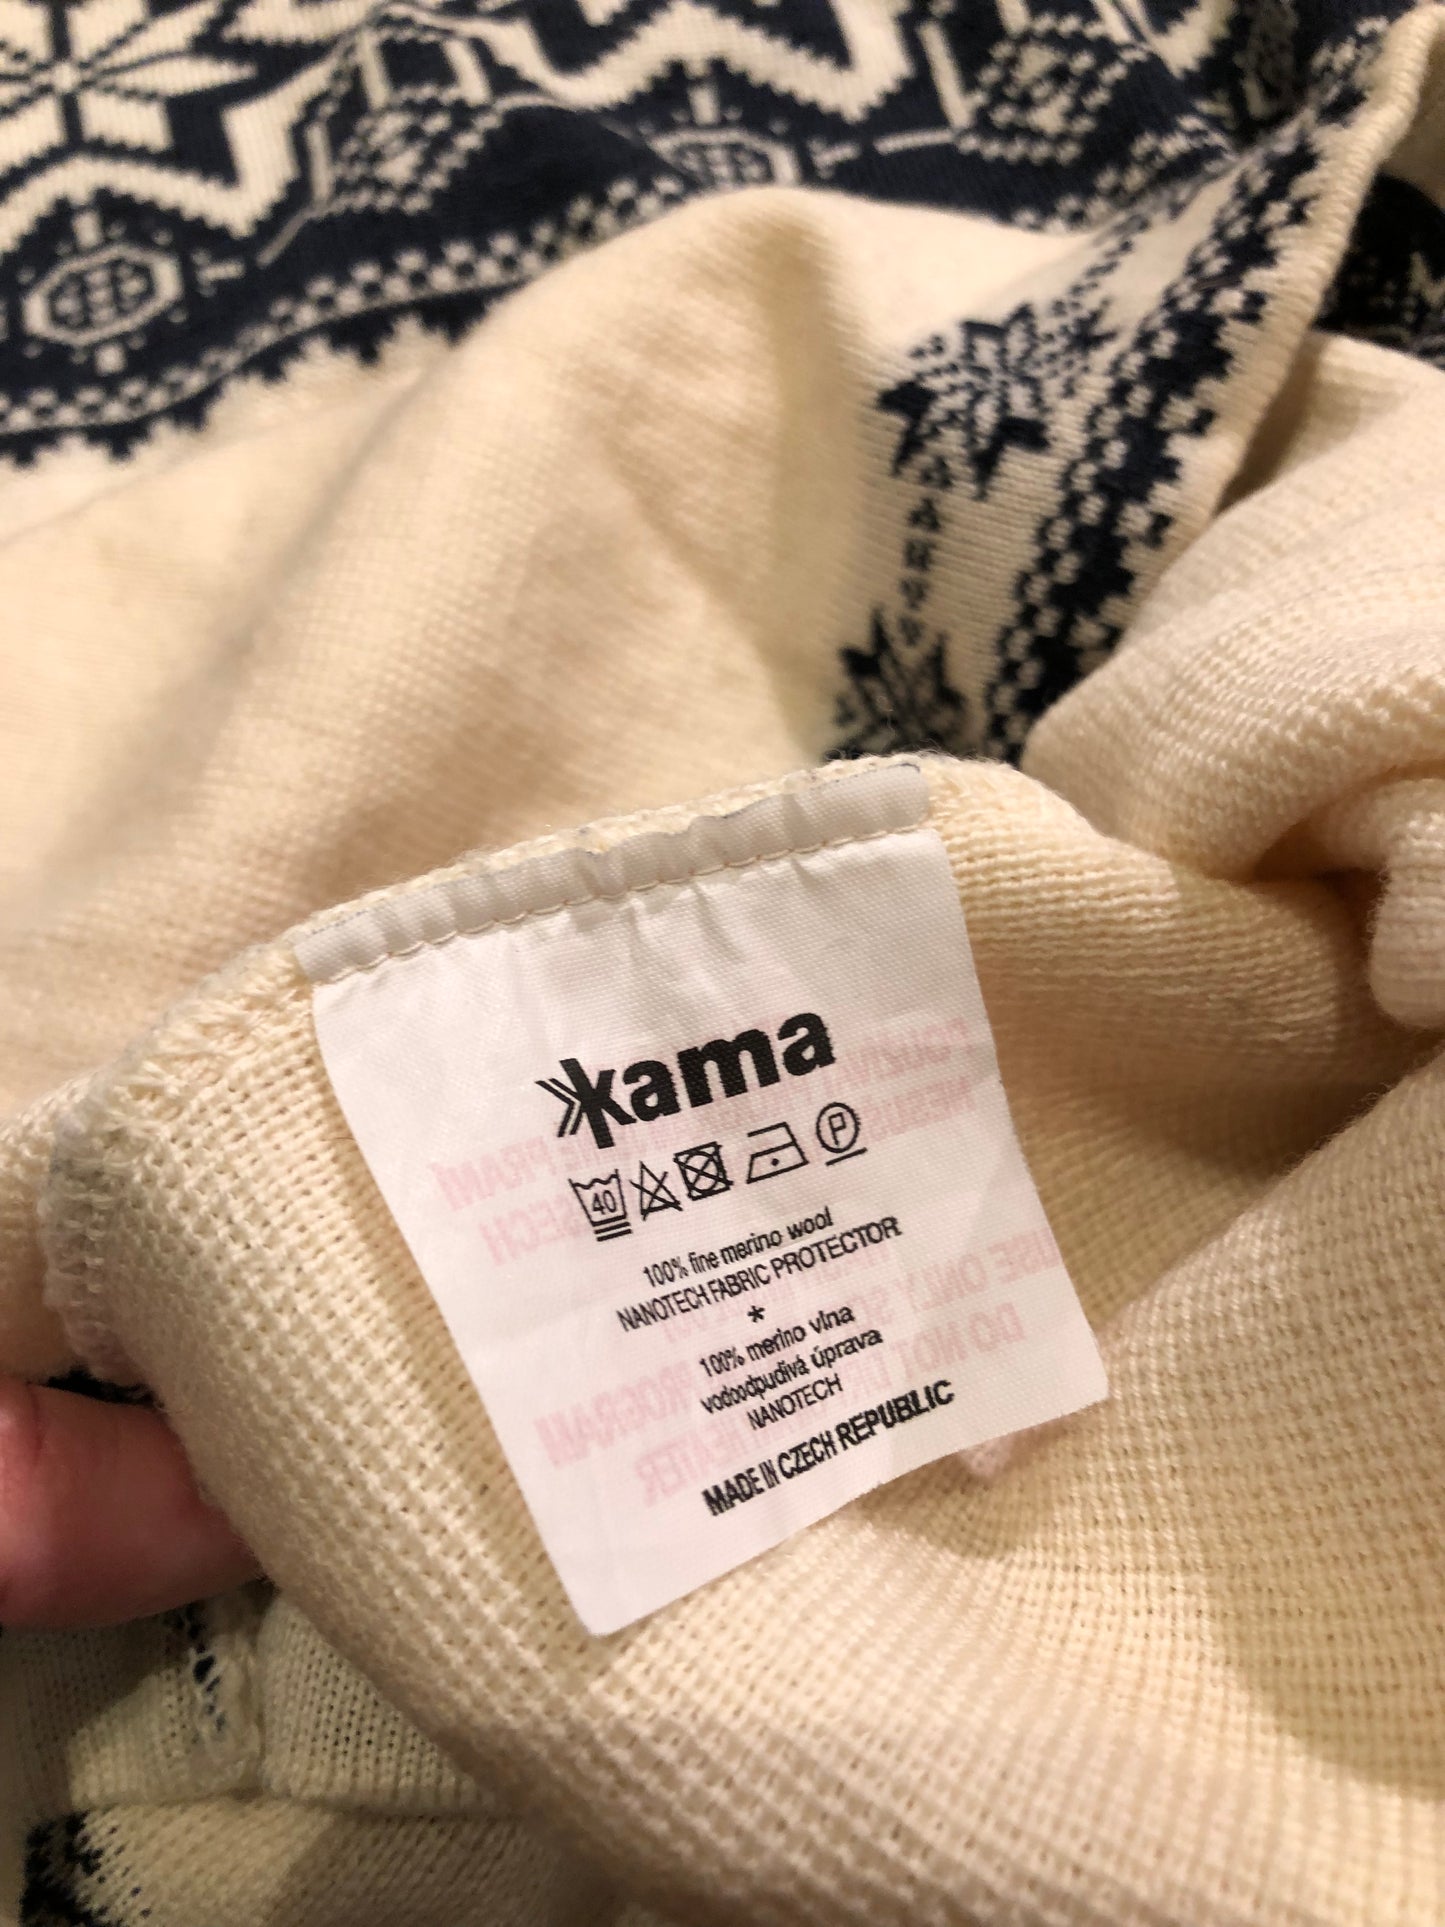 kama
40 P
100% fine merino wool
NANOTECH FABRIC PROTECTOR
*
100% merino vlna
vodoodpudivá úprava
NANOTECH
MADE IN CZECH REPUBLIC